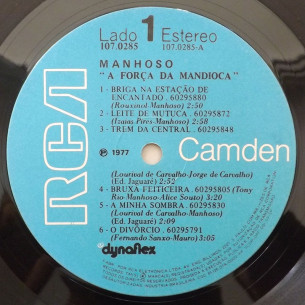 Lado 1 Estereo
107.0285 107.0285-A
MANHOSO
"A FORÇA DA MANDIOCA"
1 - BRIGA NA ESTAÇÃO DE
ENCANTADO . 60295880
(Rouxinol-Manhoso) 2:50
2 - LEITE DE MUTUCA . 60295872
(Manhoso) 2:58
3 - TREM DA CENTRAL . 60295848
RCA
Camden
℗ 1977
(Lourival de Carvalho-Jorge de Carvalho)
(Ed. Jaguaré) 2:52
4 - BRUXA FEITICEIRA . 60295805 (Tony
Rio-Manhoso-Alice Souto) 3:20
5 - A MINHA SOMBRA . 60295830
(Lourival de Carvalho-Manhoso)
(Ed. Jaguaré) 2:09
6 - O DIVÓRCIO . 60295791
(Fernando Sanxo-Mauro) 3:05
dynaflex